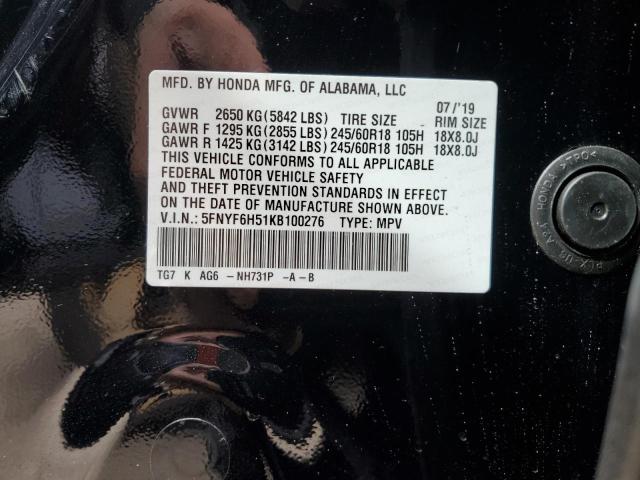 MFD. BY HONDA MFG. OF ALABAMA, LLC
07/'19
GVWR 2650 KG(5842 LBS) TIRE SIZE RIM SIZE
GAWR F 1295 KG(2855 LBS)245/60R18 105H 18X8.0J
GAWR R 1425 KG(3142 LBS)245/60R18 105H 18X8.0J
THIS VEHICLE CONFORMS TO ALL APPLICABLE
FEDERAL MOTOR VEHICLE SAFETY
AND THEFT PREVENTION STANDARDS IN EFFECT
ON THE DATE OF MANUFACTURE SHOWN ABOVE.
V.I.N.: 5FNYF6H51KB100276 TYPE: MPV
TG7 K AG6 -NH731P -A-B
HONDA >TPO<